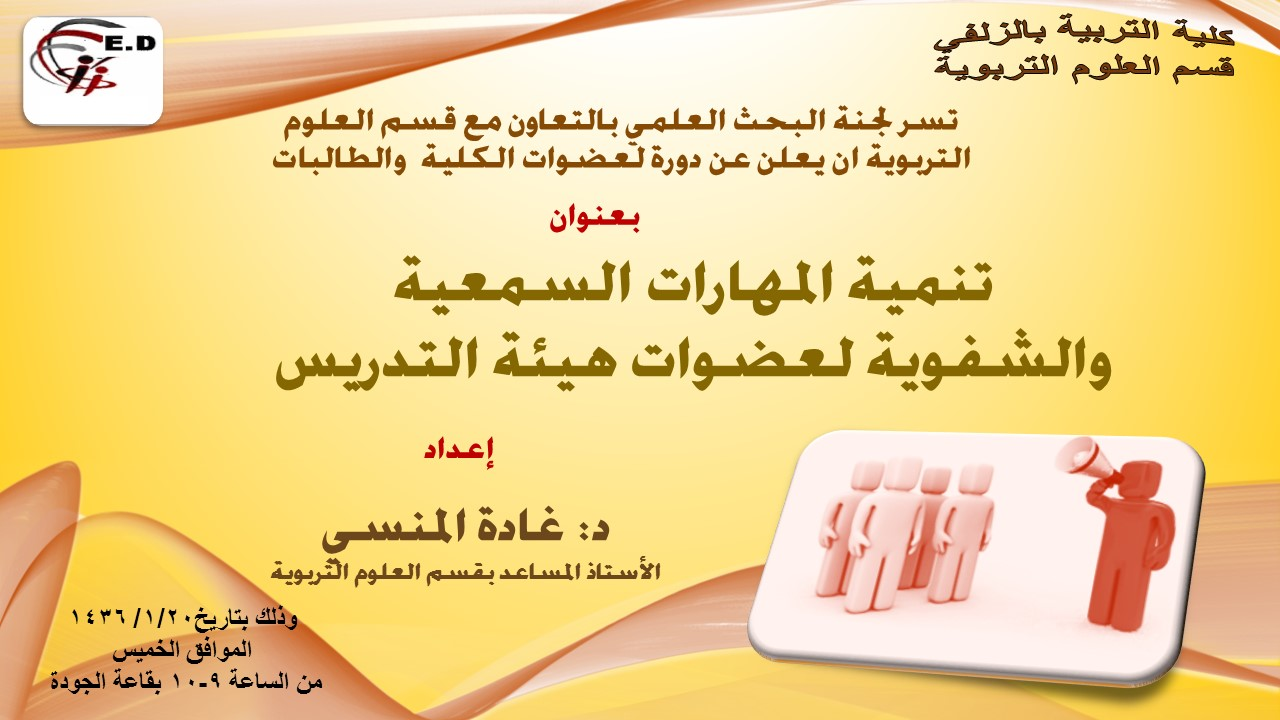 E.D
كلية التربية بالزلفي
قسم العلوم التربوية
تسر لجنة البحث العلمي بالتعاون مع قسم العلوم
التربوية ان يعلن عن دورة لعضوات الكلية والطالبات
بعنوان
تنمية المهارات السمعية
والشفوية لعضوات هيئة التدريس
إعداد
د: غادة المنسي
الأستاذ المساعد بقسم العلوم التربوية
وذلك بتاريخ٢٠/١/ ١٤٣٦
الموافق الخميس
من الساعة ٩-١٠ بقاعة الجودة